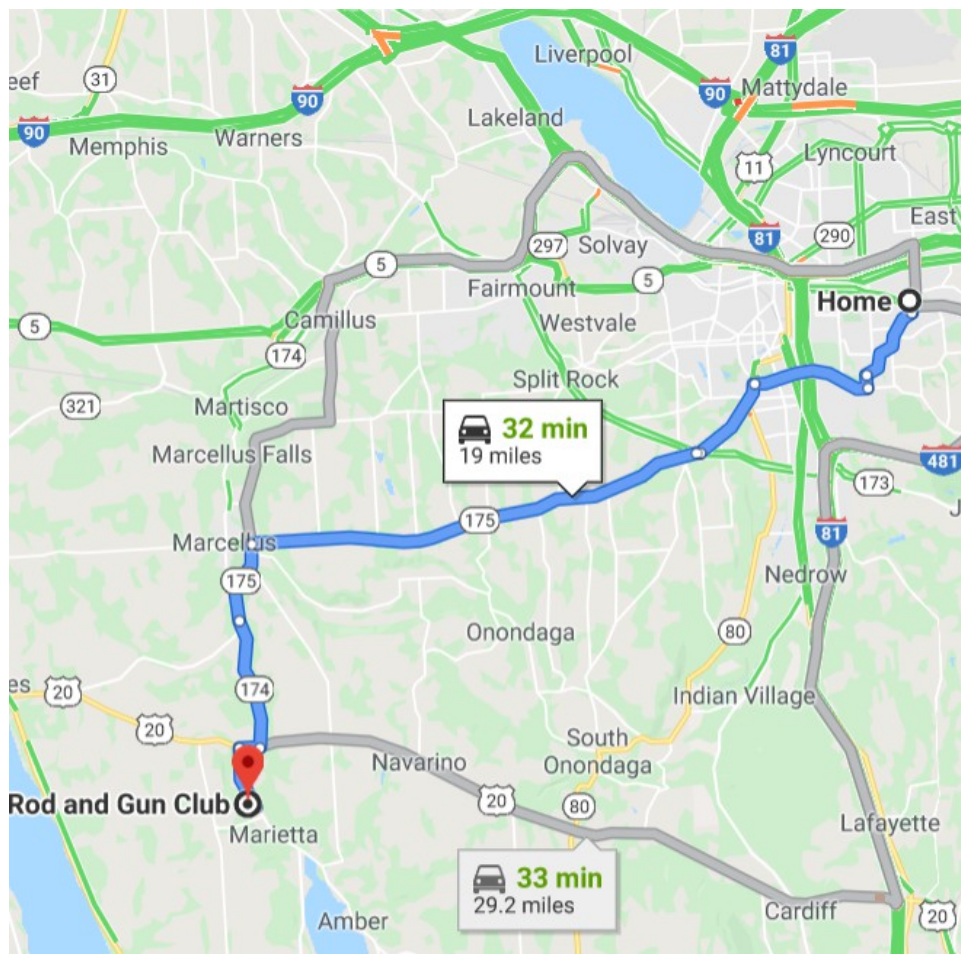 Liverpool
81
Mattydale
31
eef
90
90
Lakeland
90
Warners
Memphis
11
Lyncourt
East
297
Solvay
81
290
5
Fairmount
5
Home
Camillus
Westvale
5
174
Split Rock
321
Martisco
32 min
19 miles
Marcellus Falls
481
173
J
175
81
Marcellus
175
Nedrow
Onondaga
80
174
es
20
Indian Village
20
South
Onondaga
Navarino
20
80
Rod and Gun Club
Marietta
Lafayette
33 min
29.2 miles
Cardiff
20
Amber